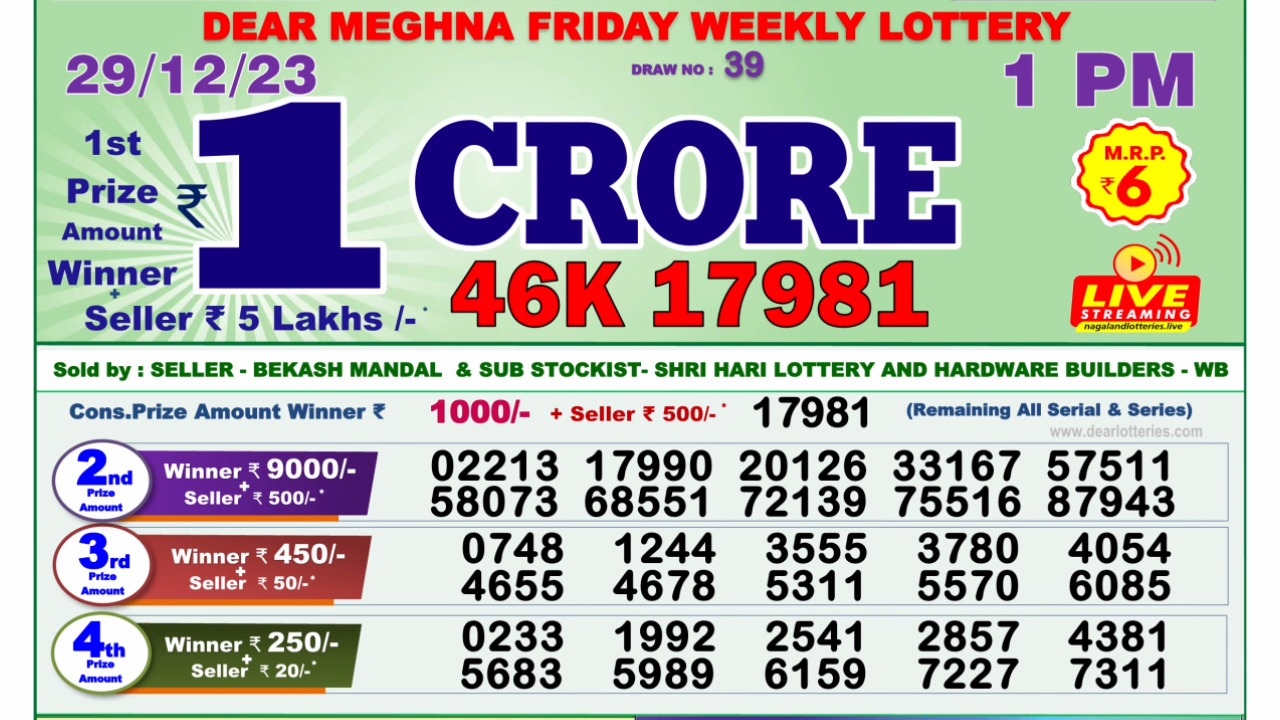 DEAR MEGHNA FRIDAY WEEKLY LOTTERY
29/12/23
DRAW NO : 39
1 PM
1st
Prize
Amount
Winner
+
Seller ₹ 5 Lakhs /-*
₹ 1 CRORE
46K 17981
M.R.P.
₹6
LIVE
STREAMING
nagalandlotteries.live
Sold by : SELLER - BEKASH MANDAL & SUB STOCKIST- SHRI HARI LOTTERY AND HARDWARE BUILDERS - WB
Cons.Prize Amount Winner ₹ 1000/- + Seller ₹ 500/-* 17981 (Remaining All Serial & Series)
www.dearlotteries.com
2nd
Prize
Amount
Winner ₹ 9000/-
+
Seller ₹ 500/-*
02213 17990 20126 33167 57511
58073 68551 72139 75516 87943
3rd
Prize
Amount
Winner ₹ 450/-
+
Seller ₹ 50/-*
0748 1244 3555 3780 4054
4655 4678 5311 5570 6085
4th
Prize
Amount
Winner ₹ 250/-
+
Seller ₹ 20/-*
0233 1992 2541 2857 4381
5683 5989 6159 7227 7311